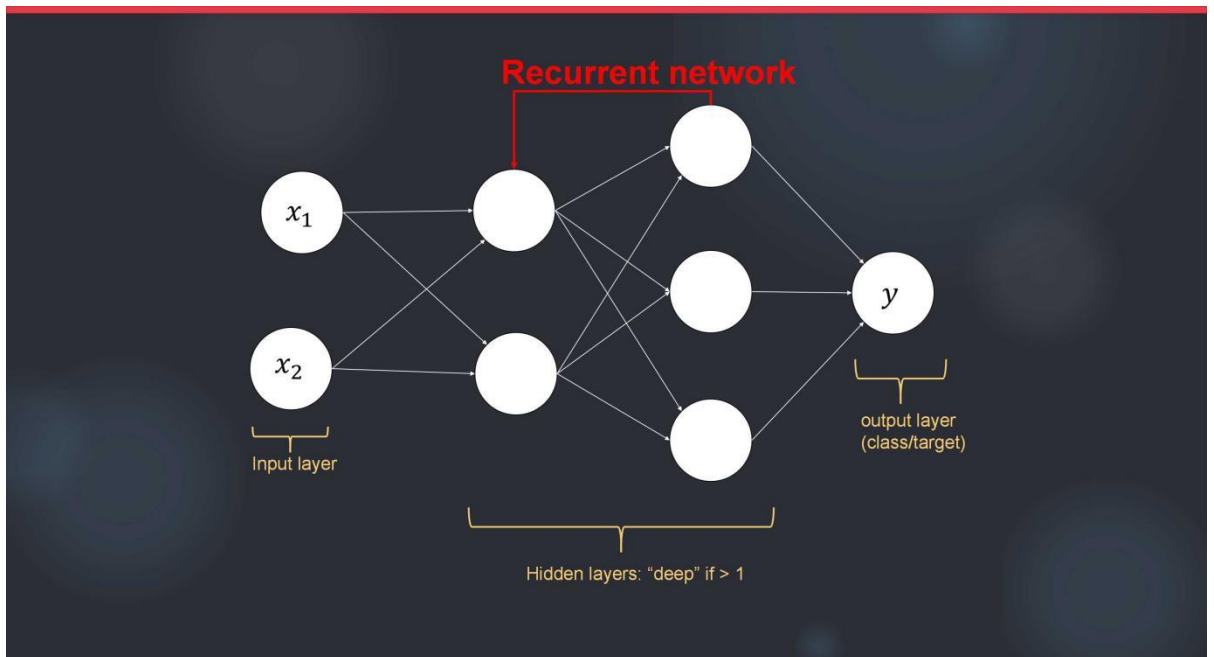 Recurrent network
x₁
x₂
y
Input layer
output layer
(class/target)
Hidden layers: “deep” if > 1